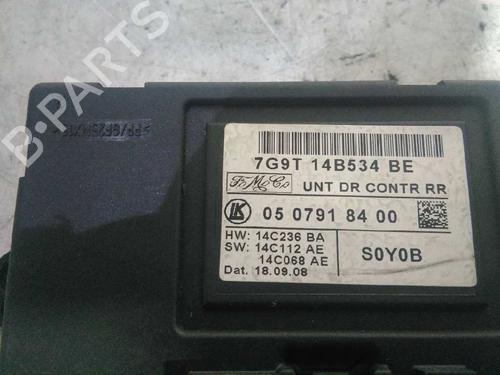 B-PARTS
7G9T 14B534 BE
FoMoCo
UNT DR CONTR RR
LK
05 0791 84 00
HW: 14C236 BA
SW: 14C112 AE
14C068 AE
Dat. 18.09.08
S0Y0B